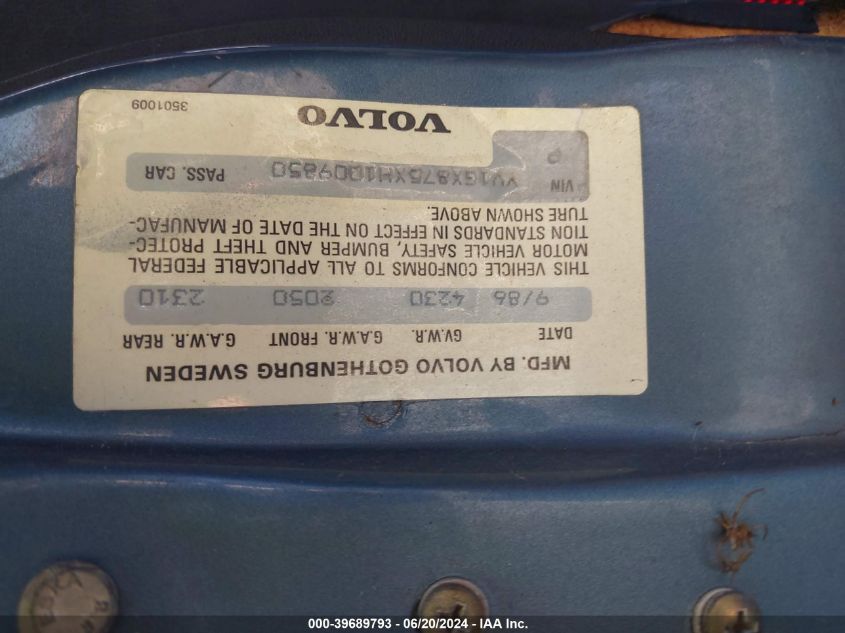 MFD. BY VOLVO GOTHENBURG SWEDEN
DATE G.V.W.R. G.A.W.R. FRONT G.A.W.R. REAR
9/86 4230 2050 2310
THIS VEHICLE CONFORMS TO ALL APPLICABLE FEDERAL
MOTOR VEHICLE SAFETY, BUMPER AND THEFT PROTEC-
TION STANDARDS IN EFFECT ON THE DATE OF MANUFAC-
TURE SHOWN ABOVE.
VIN YV1GX875XH1009850 PASS. CAR
P
VOLVO
3501009
000-39689793 - 06/20/2024 - IAA Inc.